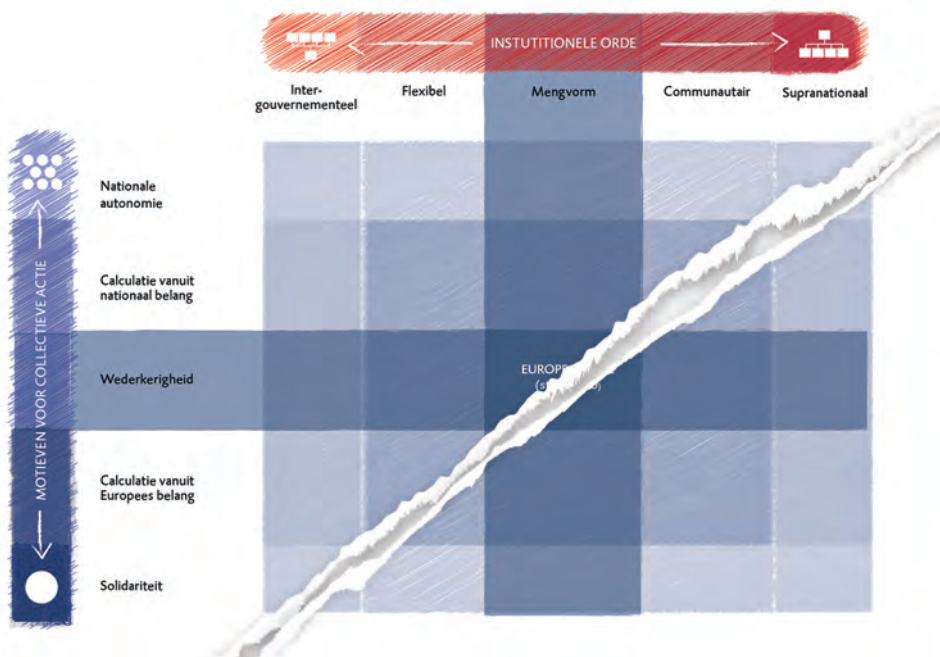 INSTUTITIONELE ORDE
Inter-
gouvernementeel
Flexibel
Mengvorm
Communautair
Supranationaal
MOTIEVEN VOOR COLLECTIEVE ACTIE
Nationale
autonomie
Calculatie vanuit
nationaal belang
Wederkerigheid
Calculatie vanuit
Europees belang
Solidariteit